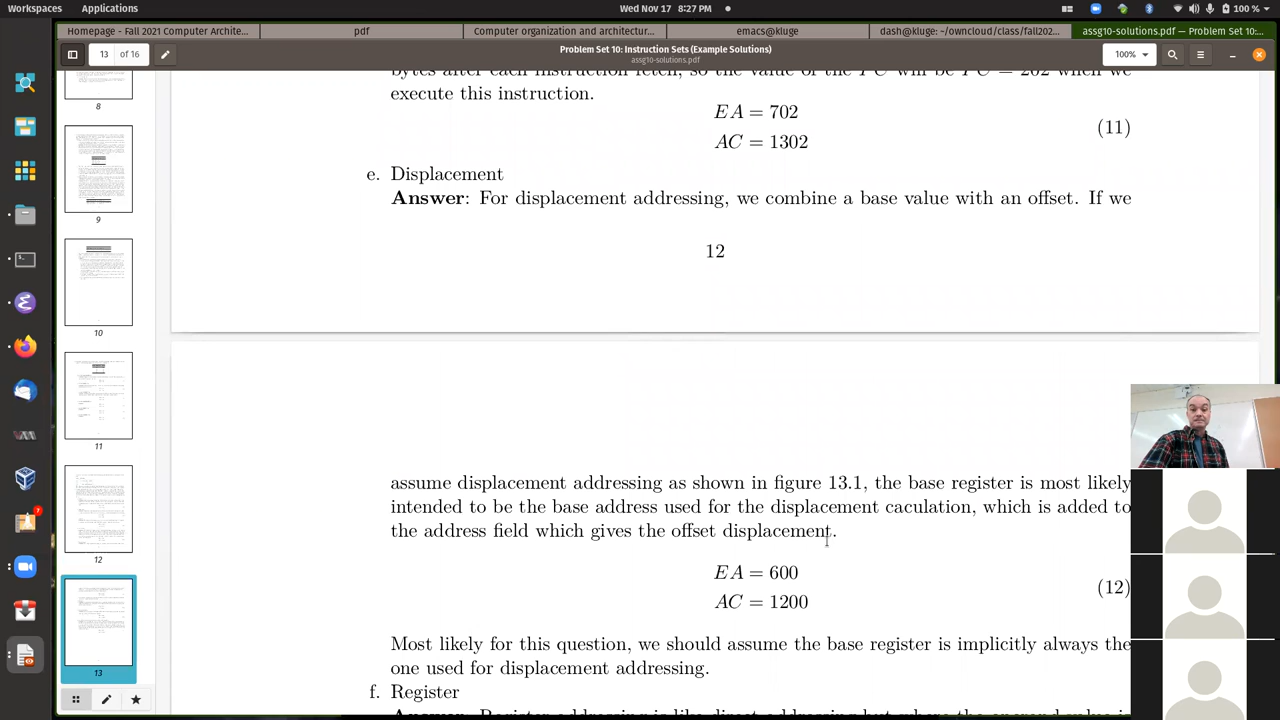 Workspaces Applications Wed Nov 17 8:27 PM 100 %
Homepage - Fall 2021 Computer Archite... pdf Computer organization and architectur... emacs@kluge dash@kluge: ~/owncloud/class/fall202... assg10-solutions.pdf — Problem Set 10:...
13 of 16 Problem Set 10: Instruction Sets (Example Solutions) 100%
assg10-solutions.pdf
8
9
10
11
12
13
7
execute this instruction.
EA = 702
AC = 1302
(11)
e. Displacement
Answer: For displacement addressing, we combine a base value with an offset. If we
12
assume displacement addressing as shown in figure 13.1, the base register is most likely
intended to be the base address used for the displacement caculation, which is added to
the address field which gives the offset displacement.
EA = 600
AC = 1200
(12)
Most likely for this question, we should assume the base register is implicitly always the
one used for displacement addressing.
f. Register